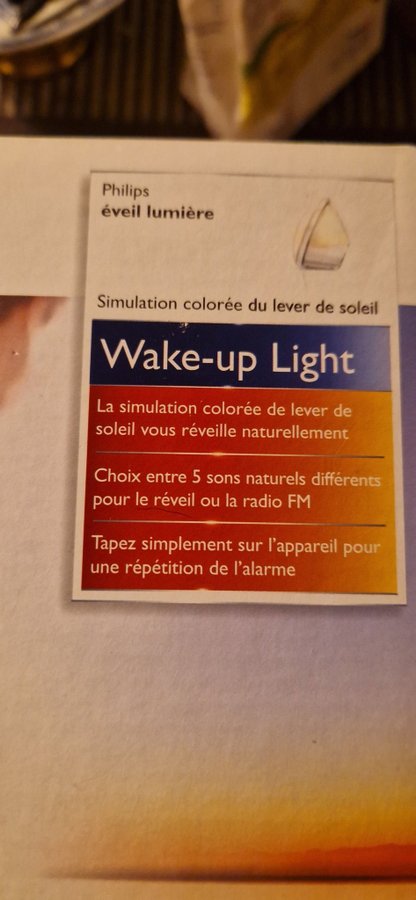 Philips
éveil lumière
Simulation colorée du lever de soleil
Wake-up Light
La simulation colorée de lever de
soleil vous réveille naturellement
Choix entre 5 sons naturels différents
pour le réveil ou la radio FM
Tapez simplement sur l'appareil pour
une répétition de l'alarme